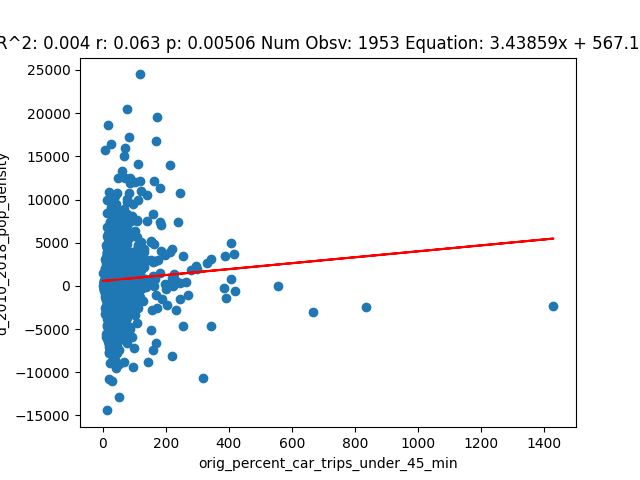 R^2: 0.004 r: 0.063 p: 0.00506 Num Obsv: 1953 Equation: 3.43859x + 567.1
25000
20000
15000
10000
5000
0
−5000
−10000
−15000
d_2010_2018_pop_density
0 200 400 600 800 1000 1200 1400
orig_percent_car_trips_under_45_min